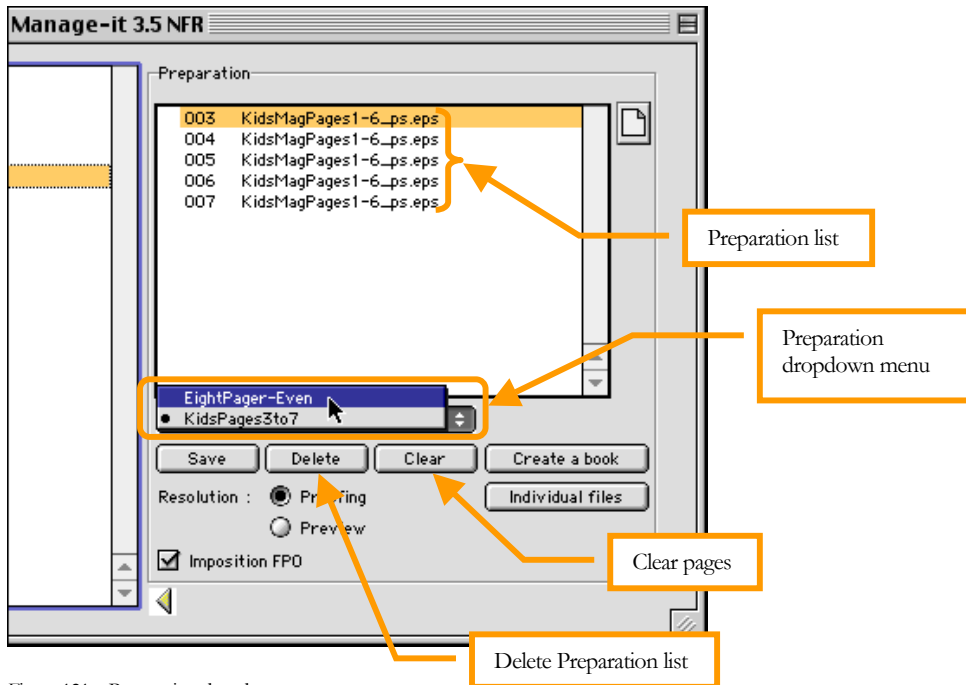 Manage-it 3.5 NFR
Preparation
003 KidsMagPages1-6_ps.eps
004 KidsMagPages1-6_ps.eps
005 KidsMagPages1-6_ps.eps
006 KidsMagPages1-6_ps.eps
007 KidsMagPages1-6_ps.eps
Preparation list
Preparation
dropdown menu
EightPager-Even
KidsPages3to7
Save Delete Clear Create a book
Resolution : Proofing Individual files
Preview
Imposition FPO
Clear pages
Delete Preparation list